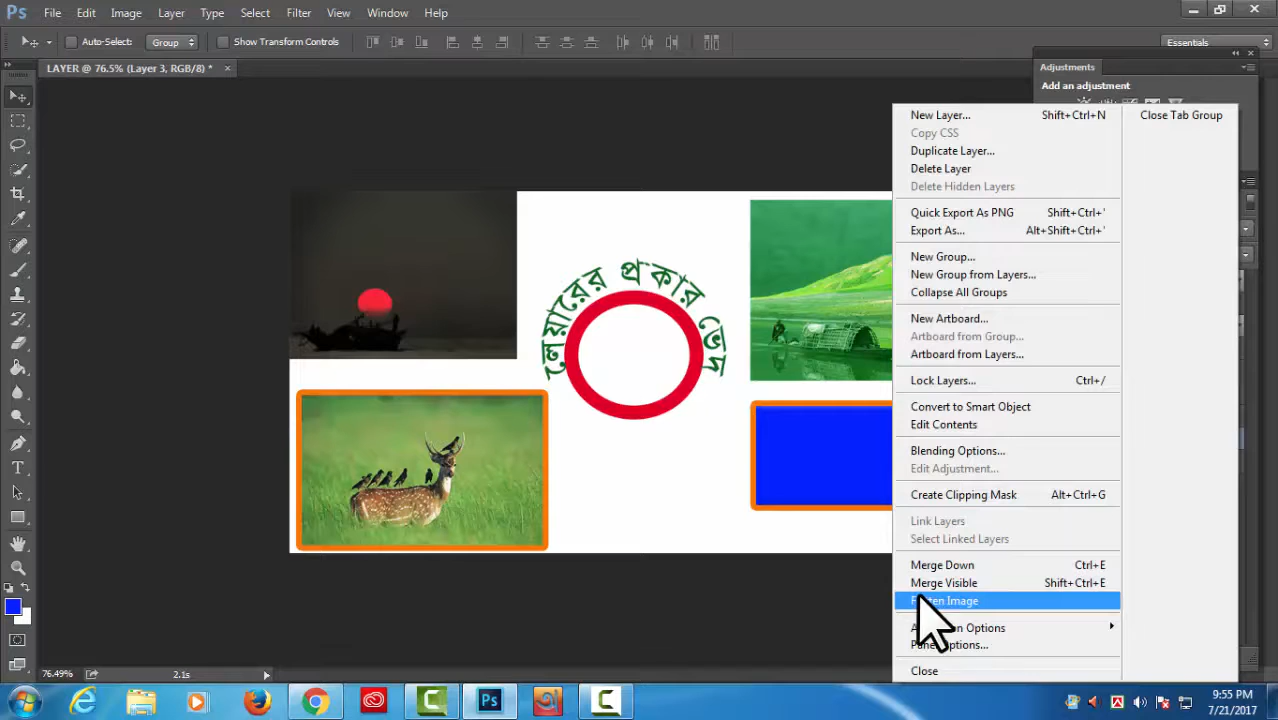 Ps File Edit Image Layer Type Select Filter 3D View Window Help
Auto-Select: Group Show Transform Controls Essentials
LAYER @ 76.5% (Layer 3, RGB/8) *
Adjustments
Add an adjustment
New Layer... Shift+Ctrl+N
Copy CSS
Duplicate Layer...
Delete Layer
Delete Hidden Layers
Quick Export As PNG Shift+Ctrl+'
Export As... Alt+Shift+Ctrl+'
New Group...
New Group from Layers...
Collapse All Groups
New Artboard...
Artboard from Group...
Artboard from Layers...
Lock Layers... Ctrl+/
Convert to Smart Object
Edit Contents
Blending Options...
Edit Adjustment...
Create Clipping Mask Alt+Ctrl+G
Link Layers
Select Linked Layers
Merge Down Ctrl+E
Merge Visible Shift+Ctrl+E
Image
Options
Close
Close Tab Group
লেয়ারের প্রকার ভেদ
76.49% 2.1s
Ps
9:55 PM
7/21/2017